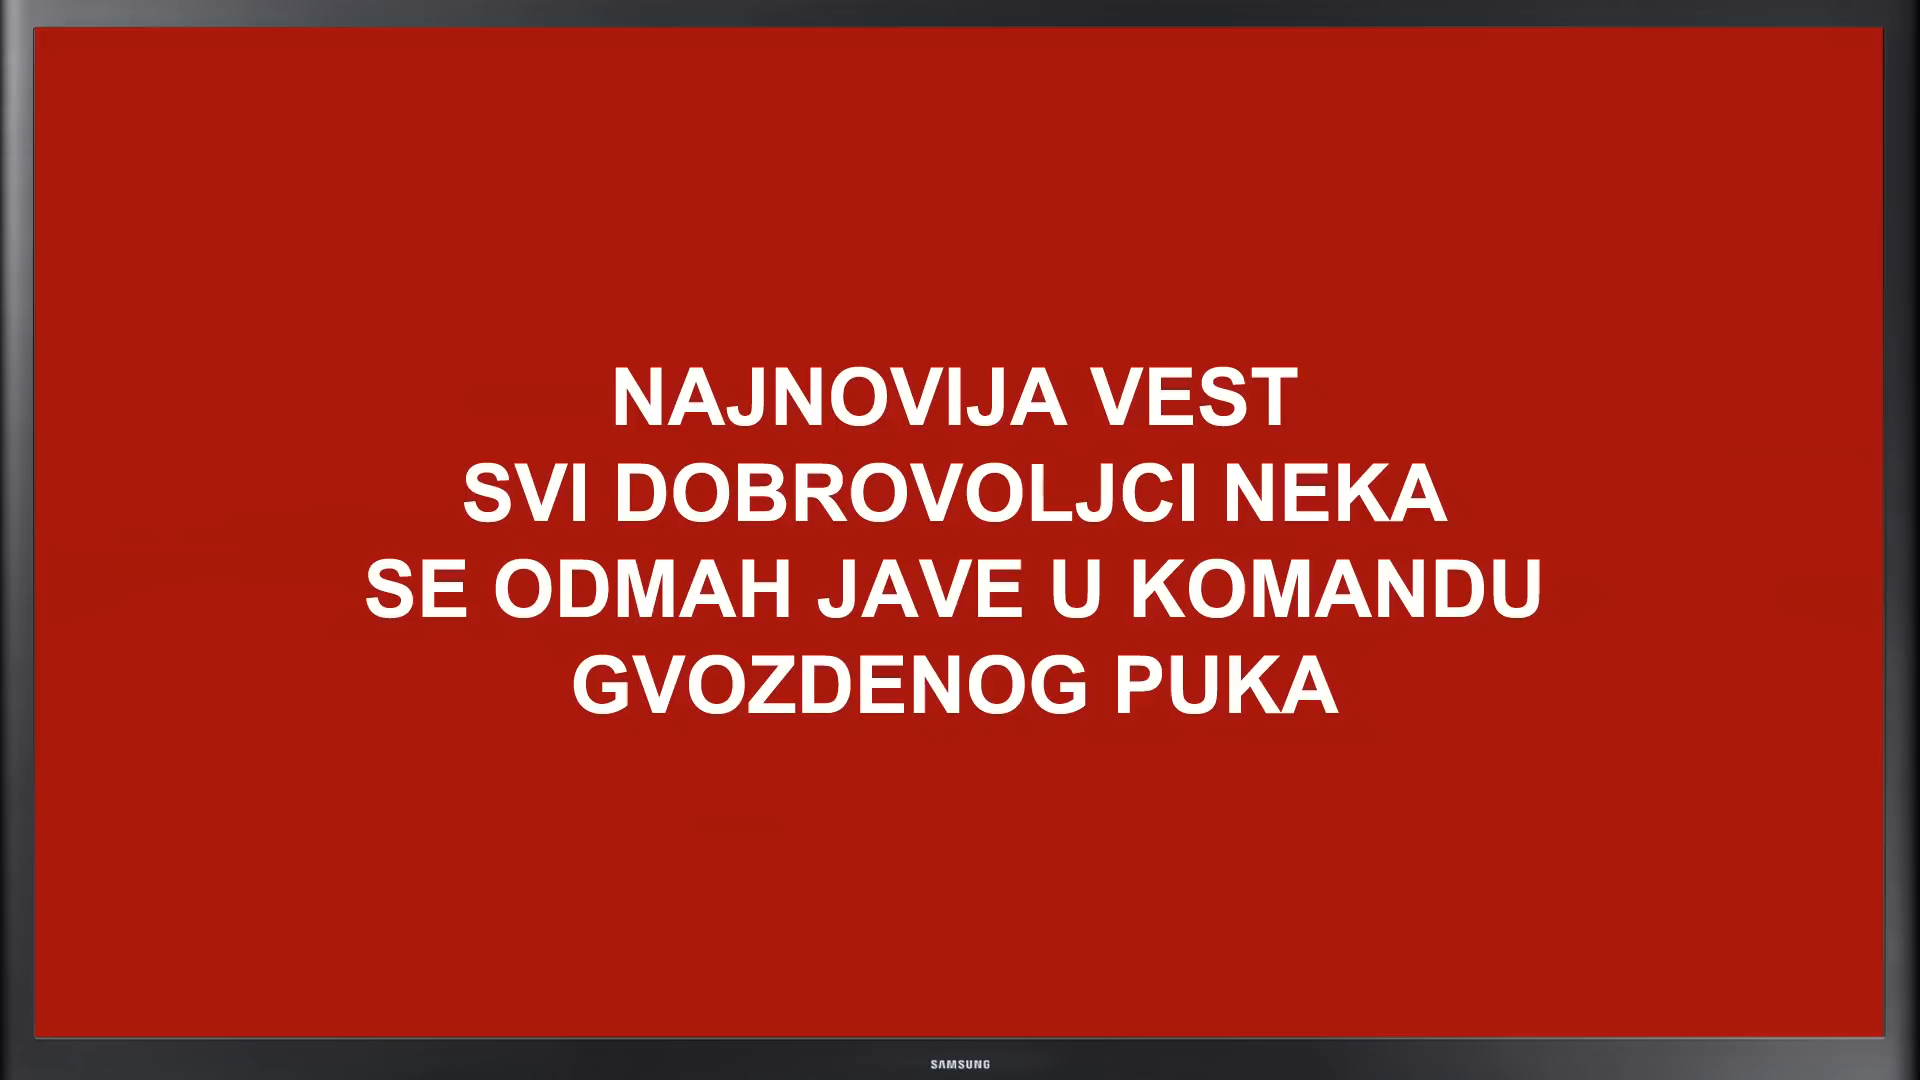 NAJNOVIJA VEST
SVI DOBROVOLJCI NEKA
SE ODMAH JAVE U KOMANDU
GVOZDENOG PUKA
SAMSUNG